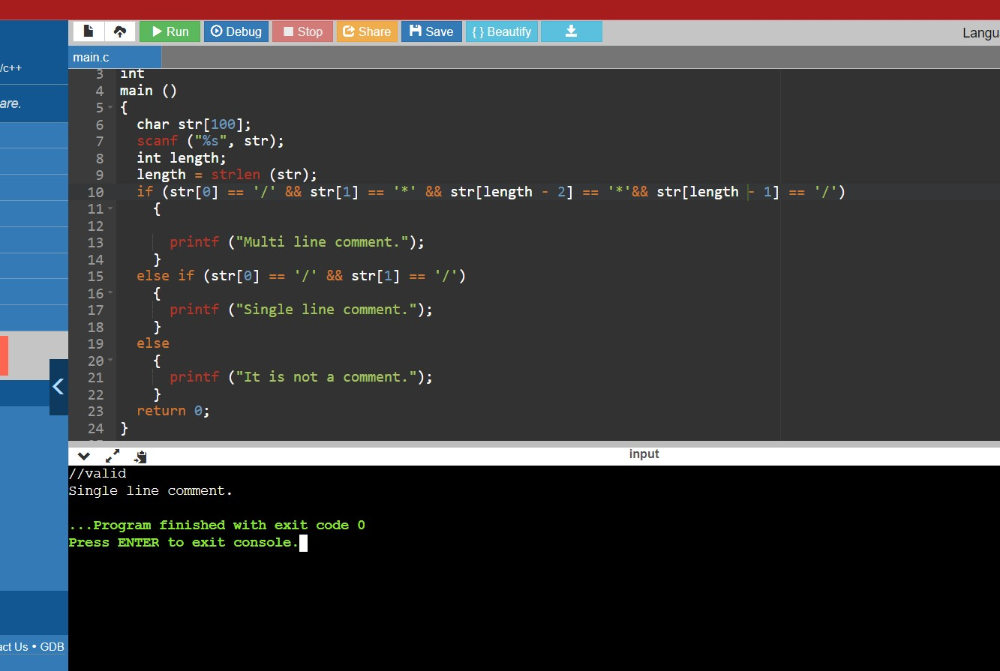 Run Debug Stop Share Save { } Beautify Langu
main.c
/c++
are.
3 int
4 main ()
5 {
6 char str[100];
7 scanf ("%s", str);
8 int length;
9 length = strlen (str);
10 if (str[0] == '/' && str[1] == '*' && str[length - 2] == '*'&& str[length - 1] == '/')
11 {
12
13 printf ("Multi line comment.");
14 }
15 else if (str[0] == '/' && str[1] == '/')
16 {
17 printf ("Single line comment.");
18 }
19 else
20 {
21 printf ("It is not a comment.");
22 }
23 return 0;
24 }
input
//valid
Single line comment.
...Program finished with exit code 0
Press ENTER to exit console.
act Us • GDB